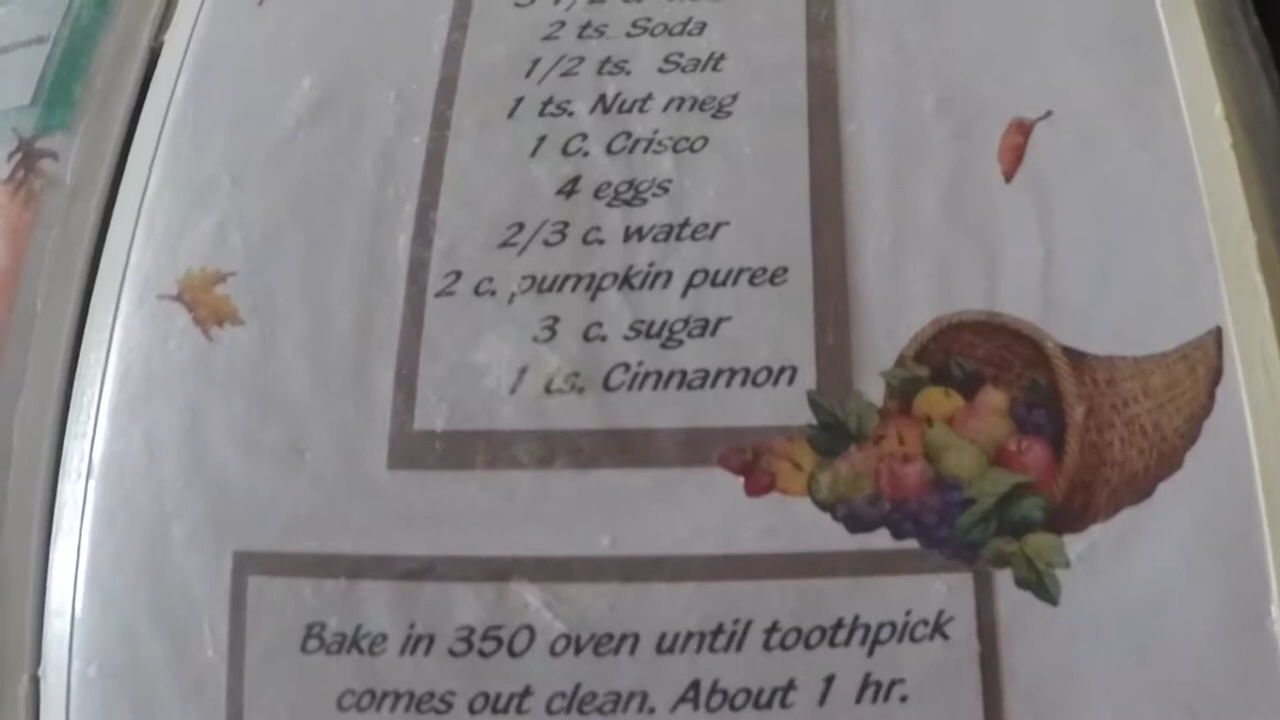 2 ts. Soda
1/2 ts. Salt
1 ts. Nut meg
1 C. Crisco
4 eggs
2/3 c. water
2 c. pumpkin puree
3 c. sugar
1 ts. Cinnamon
Bake in 350 oven until toothpick
comes out clean. About 1 hr.